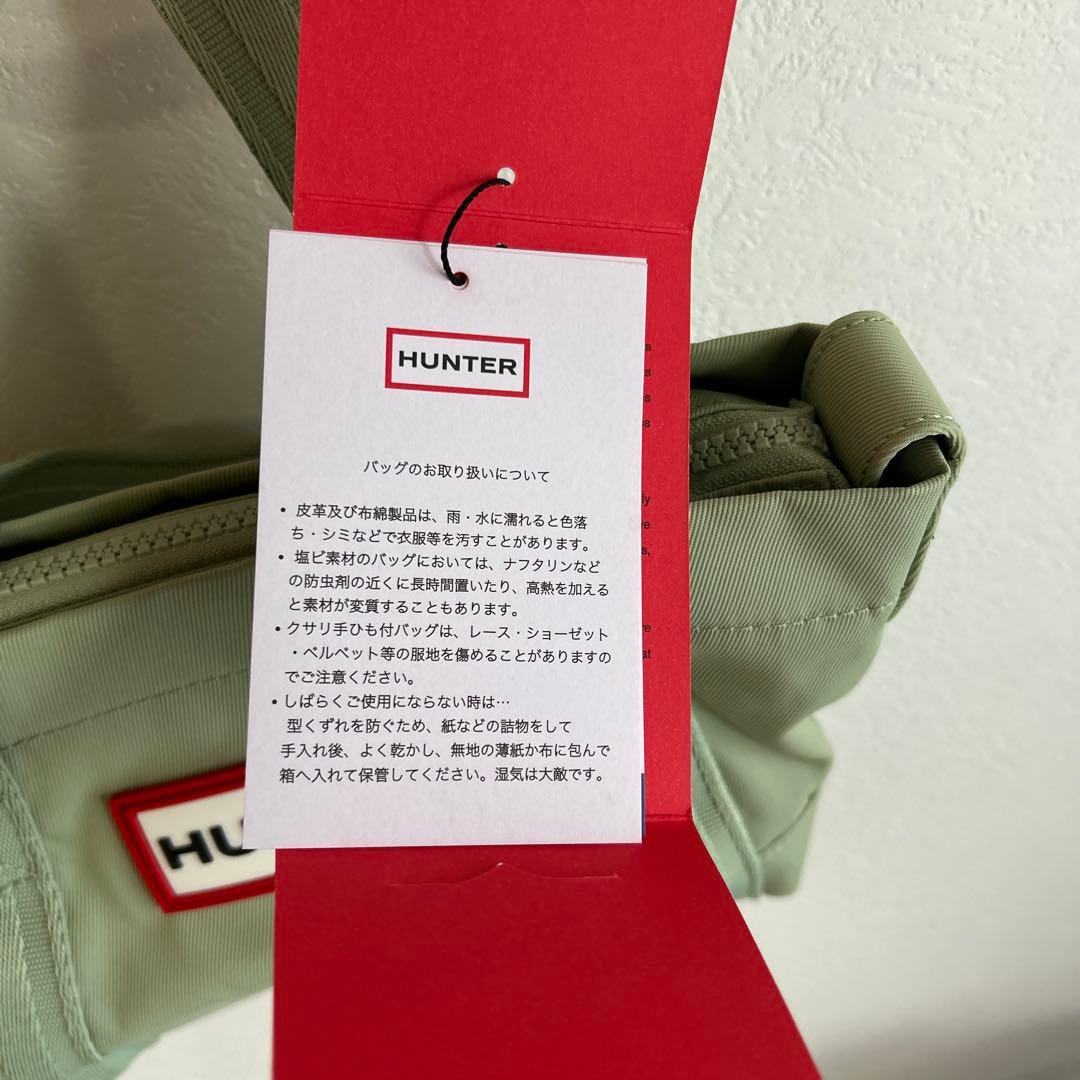 HUNTER
バッグのお取り扱いについて
• 皮革及び布綿製品は、雨・水に濡れると色落
ち・シミなどで衣服等を汚すことがあります。
• 塩ビ素材のバッグにおいては、ナフタリンなど
の防虫剤の近くに長時間置いたり、高熱を加える
と素材が変質することもあります。
• クサリ手ひも付バッグは、レース・ショーゼット
・ベルベット等の服地を傷めることがありますの
でご注意ください。
• しばらくご使用にならない時は…
型くずれを防ぐため、紙などの詰物をして
手入れ後、よく乾かし、無地の薄紙か布に包んで
箱へ入れて保管してください。湿気は大敵です。
HU